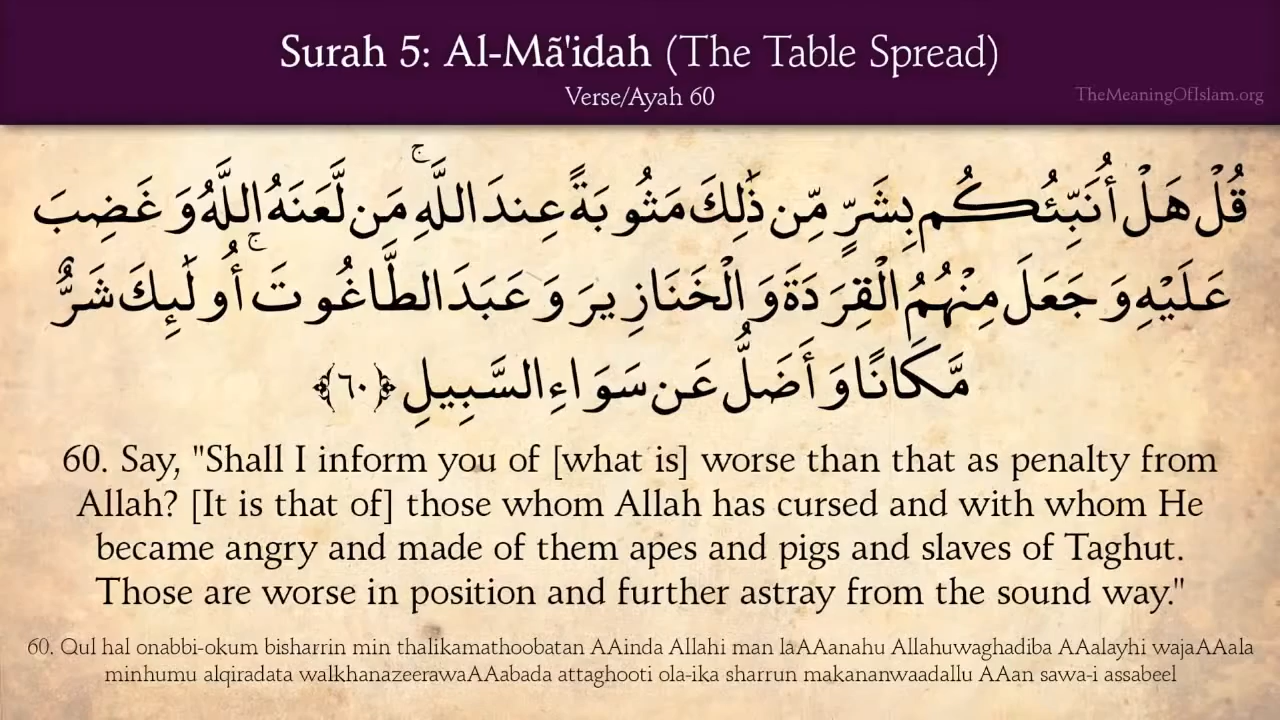 Surah 5: Al-Mã'idah (The Table Spread)
Verse/Ayah 60
TheMeaningOfIslam.org
قُلْ هَلْ أُنَبِّئُكُم بِشَرٍّ مِّن ذَٰلِكَ مَثُوبَةً عِندَ اللَّهِ ۚ مَن لَّعَنَهُ اللَّهُ وَغَضِبَ
عَلَيْهِ وَجَعَلَ مِنْهُمُ الْقِرَدَةَ وَالْخَنَازِيرَ وَعَبَدَ الطَّاغُوتَ ۚ أُولَٰئِكَ شَرٌّ
مَّكَانًا وَأَضَلُّ عَن سَوَاءِ السَّبِيلِ ﴿٦٠﴾
60. Say, "Shall I inform you of [what is] worse than that as penalty from
Allah? [It is that of] those whom Allah has cursed and with whom He
became angry and made of them apes and pigs and slaves of Taghut.
Those are worse in position and further astray from the sound way."
60. Qul hal onabbi-okum bisharrin min thalikamathoobatan AAinda Allahi man laAAanahu Allahuwaghadiba AAalayhi wajaAAala
minhumu alqiradata walkhanazeerawaAAabada attaghooti ola-ika sharrun makananwaadallu AAan sawa-i assabeel